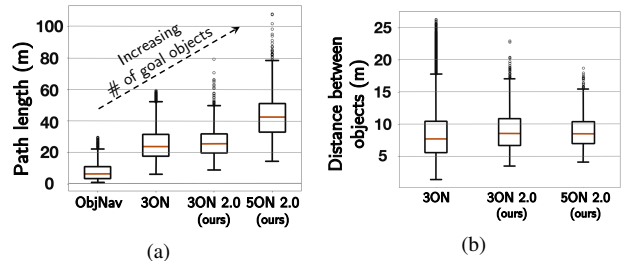 Path length (m)
100
80
60
40
20
0
Increasing
# of goal objects
ObjNav
3ON
3ON 2.0
(ours)
5ON 2.0
(ours)
(a)
Distance between
objects (m)
25
20
15
10
5
3ON
3ON 2.0
(ours)
5ON 2.0
(ours)
(b)